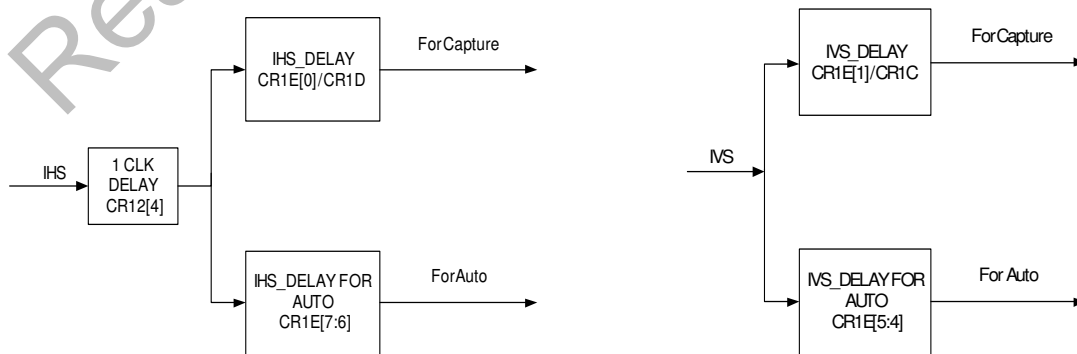 IHS_DELAY
CR1E[0]/CR1D
ForCapture
IHS
1 CLK
DELAY
CR12[4]
IHS_DELAY FOR
AUTO
CR1E[7:6]
ForAuto
IVS_DELAY
CR1E[1]/CR1C
ForCapture
IVS
IVS_DELAY FOR
AUTO
CR1E[5:4]
For Auto